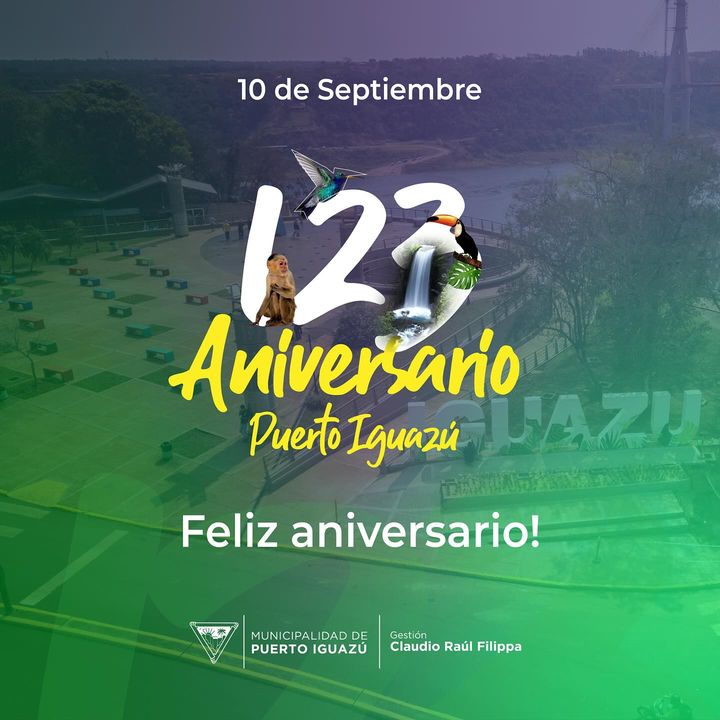 10 de Septiembre
123
Aniversario
Puerto Iguazú
IGUAZU
Feliz aniversario!
MUNICIPALIDAD DE
PUERTO IGUAZÚ
Gestión
Claudio Raúl Filippa